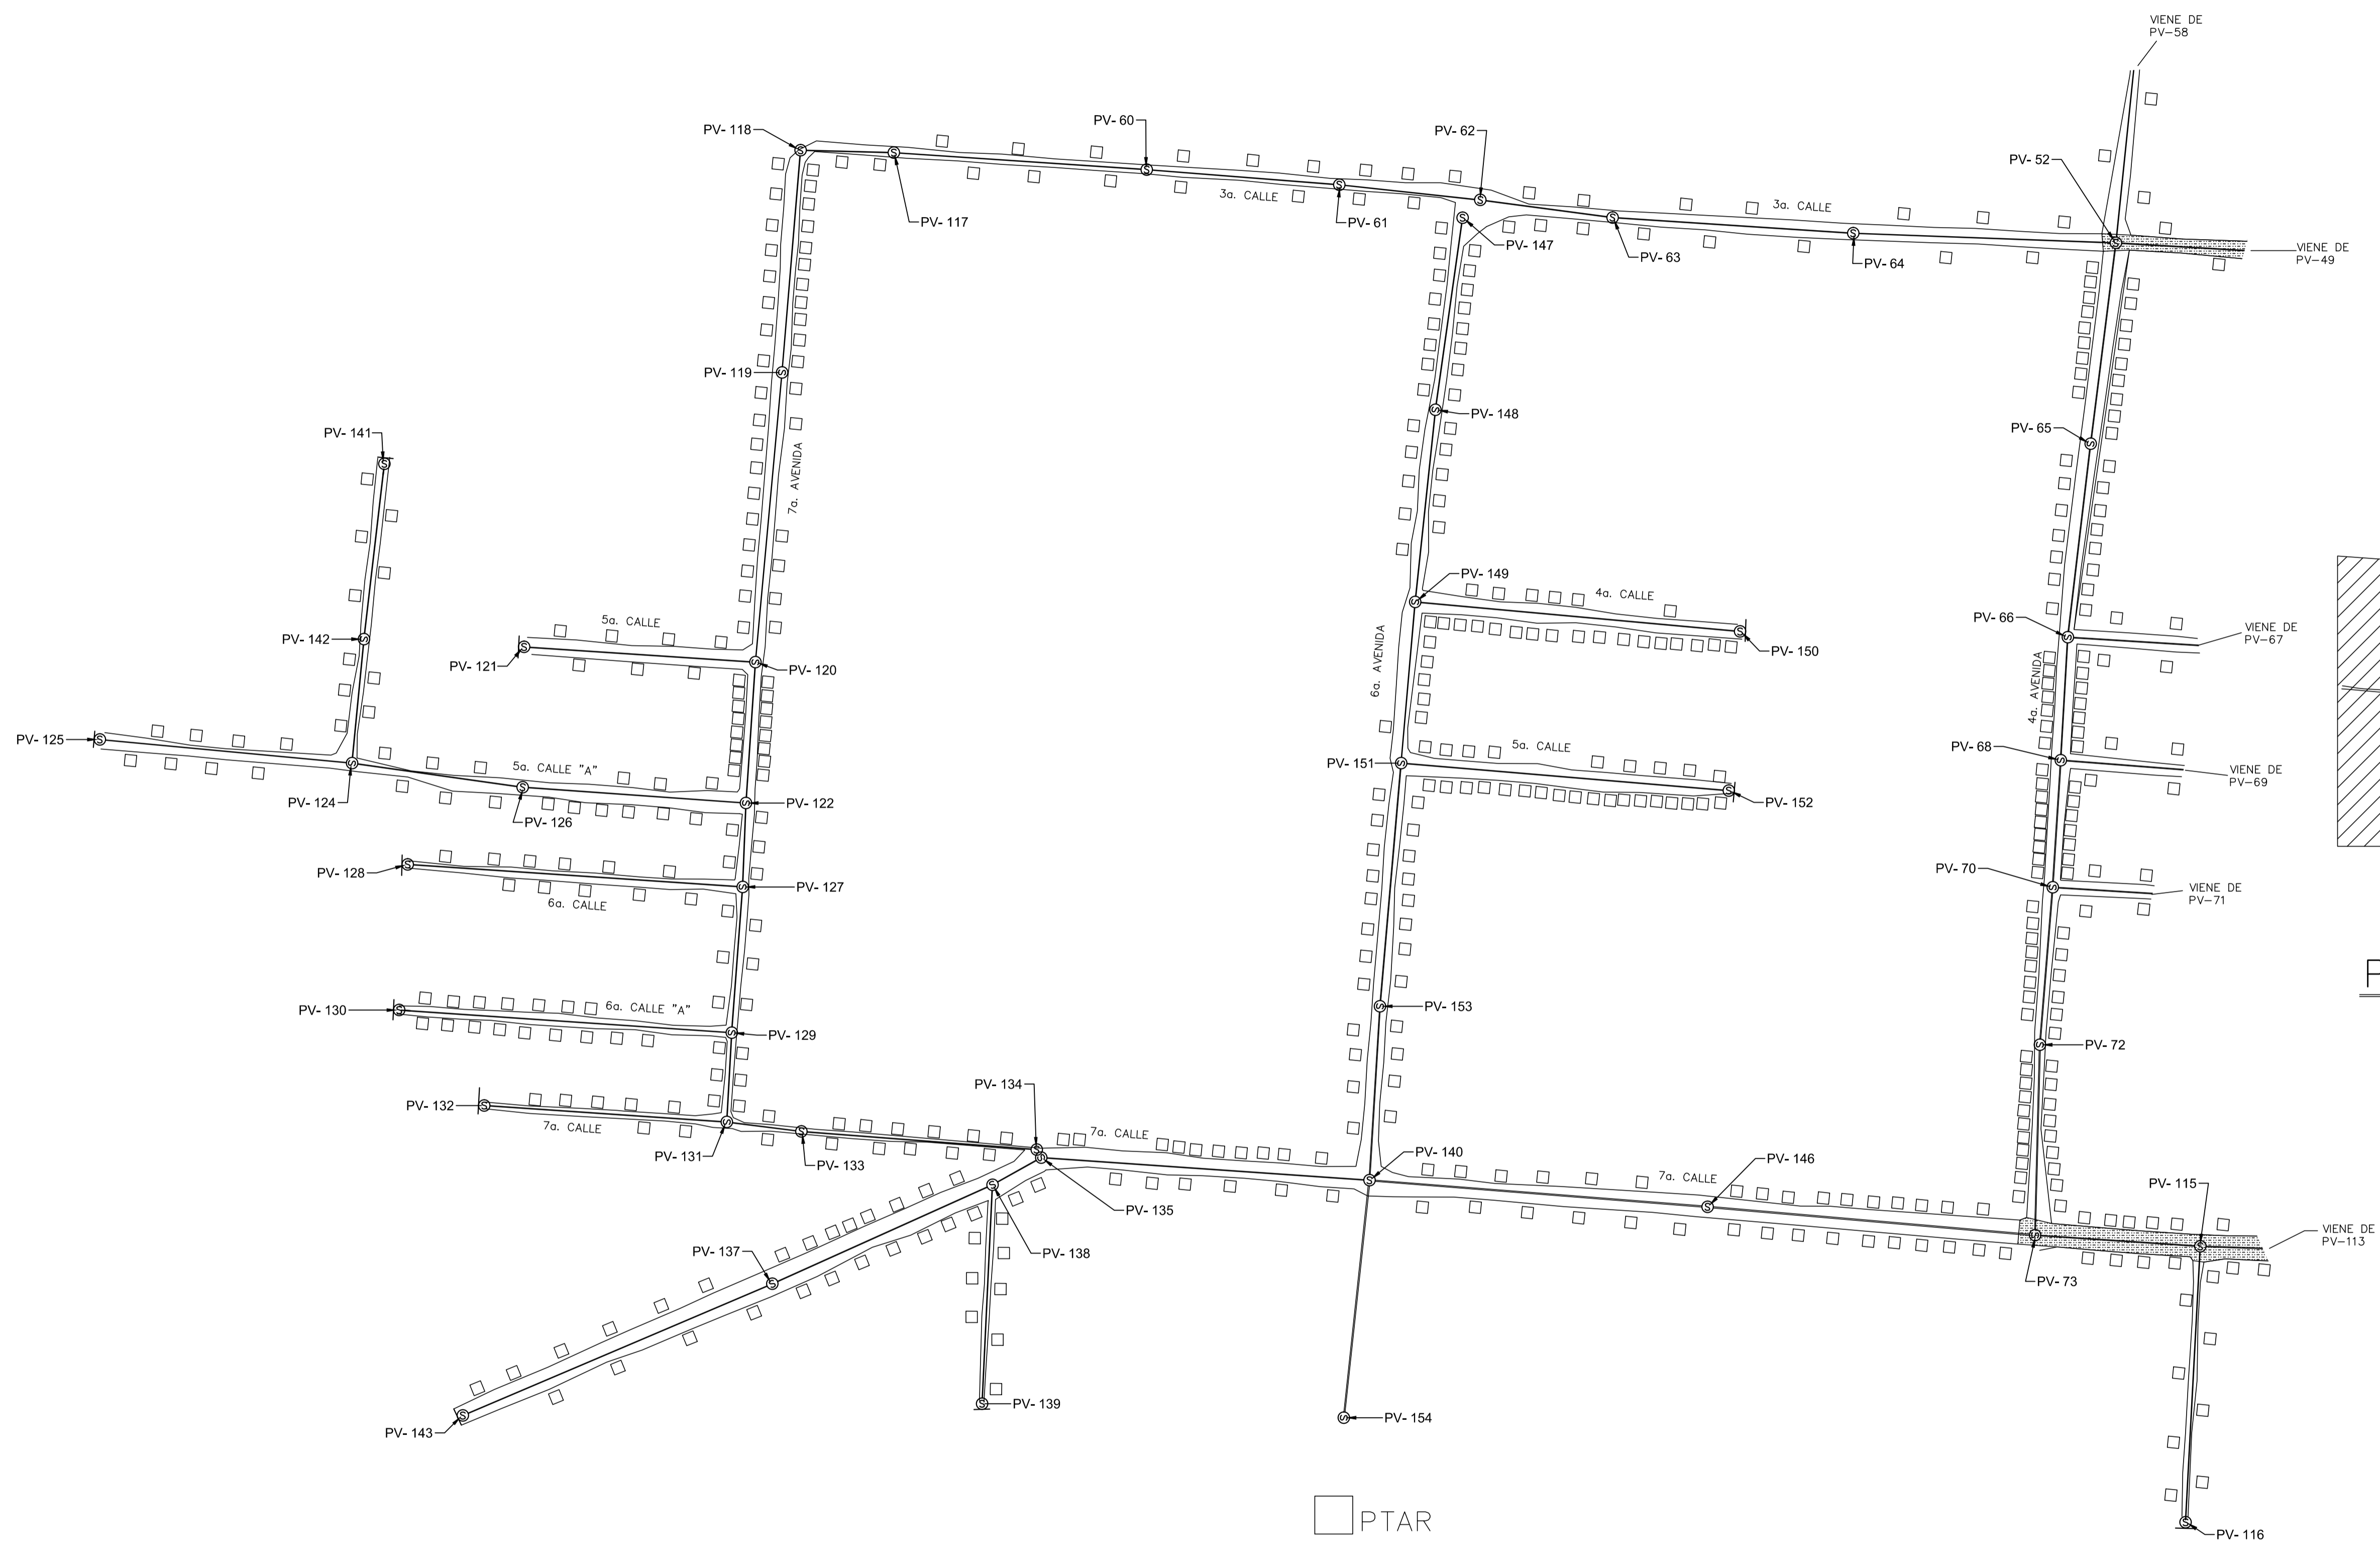 VIENE DE
PV-58
PV- 118
PV- 60
PV- 62
PV- 52
3a. CALLE
3a. CALLE
PV- 117
PV- 61
PV- 147
PV- 63
PV- 64
VIENE DE
PV-49
PV- 119
PV- 148
PV- 65
PV- 141
7a. AVENIDA
PV- 149
4a. CALLE
PV- 142
5a. CALLE
PV- 66
VIENE DE
PV-67
PV- 121
PV- 120
6a. AVENIDA
PV- 150
4a. AVENIDA
PV- 125
5a. CALLE "A"
PV- 151
5a. CALLE
PV- 68
VIENE DE
PV-69
PV- 124
PV- 126
PV- 122
PV- 152
PV- 128
PV- 127
6a. CALLE
PV- 70
VIENE DE
PV-71
PV- 130
6a. CALLE "A"
PV- 129
PV- 153
PV- 72
PV- 134
PV- 132
7a. CALLE
7a. CALLE
PV- 131
PV- 133
PV- 140
PV- 146
7a. CALLE
PV- 115
PV- 135
VIENE DE
PV-113
PV- 137
PV- 138
PV- 73
PV- 143
PV- 139
PV- 154
PTAR
PV- 116